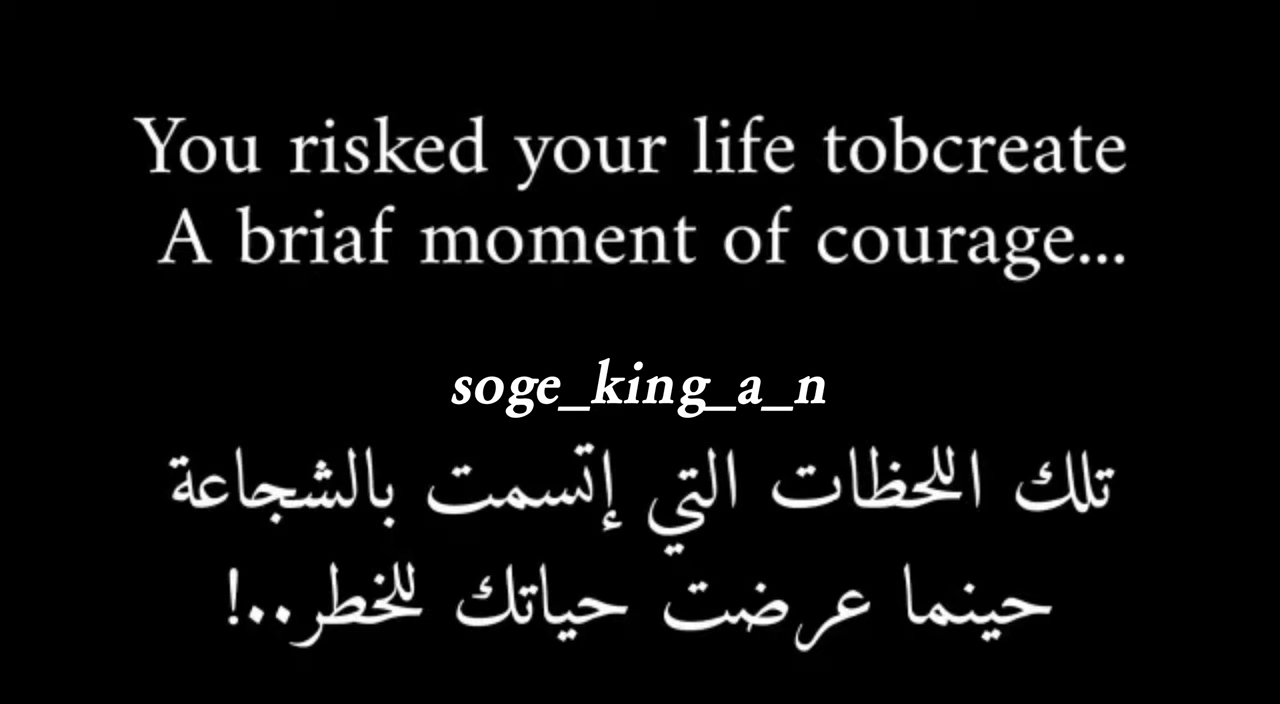 You risked your life tobcreate
A briaf moment of courage...
soge_king_a_n
تلك اللحظات التي إتسمت بالشجاعة
حينما عرضت حياتك للخطر..!